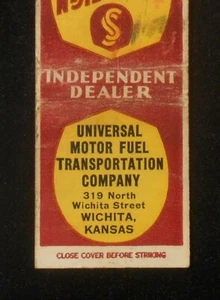 INDEPENDENT
DEALER
UNIVERSAL
MOTOR FUEL
TRANSPORTATION
COMPANY
319 North
Wichita Street
WICHITA,
KANSAS
CLOSE COVER BEFORE STRIKING